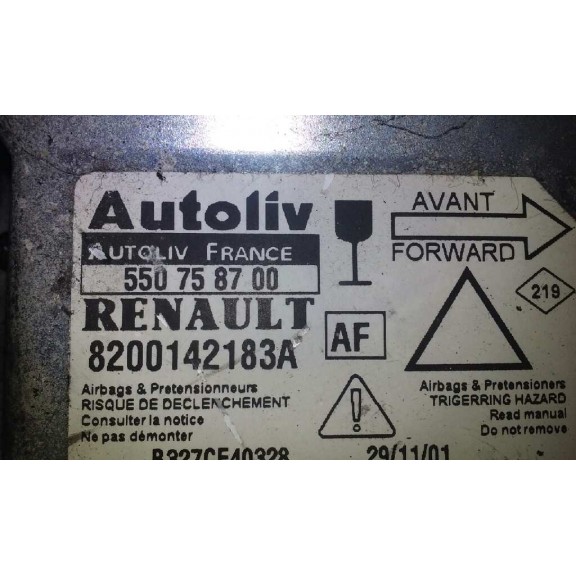 Autoliv
AUTOLIV FRANCE
550 75 87 00
RENAULT
8200142183A
AF
AVANT
FORWARD
219
Airbags & Pretensionneurs
RISQUE DE DECLENCHEMENT
Consulter la notice
Ne pas démonter
Airbags & Pretensioners
TRIGERRING HAZARD
Read manual
Do not remove
B327CE40328
29/11/01